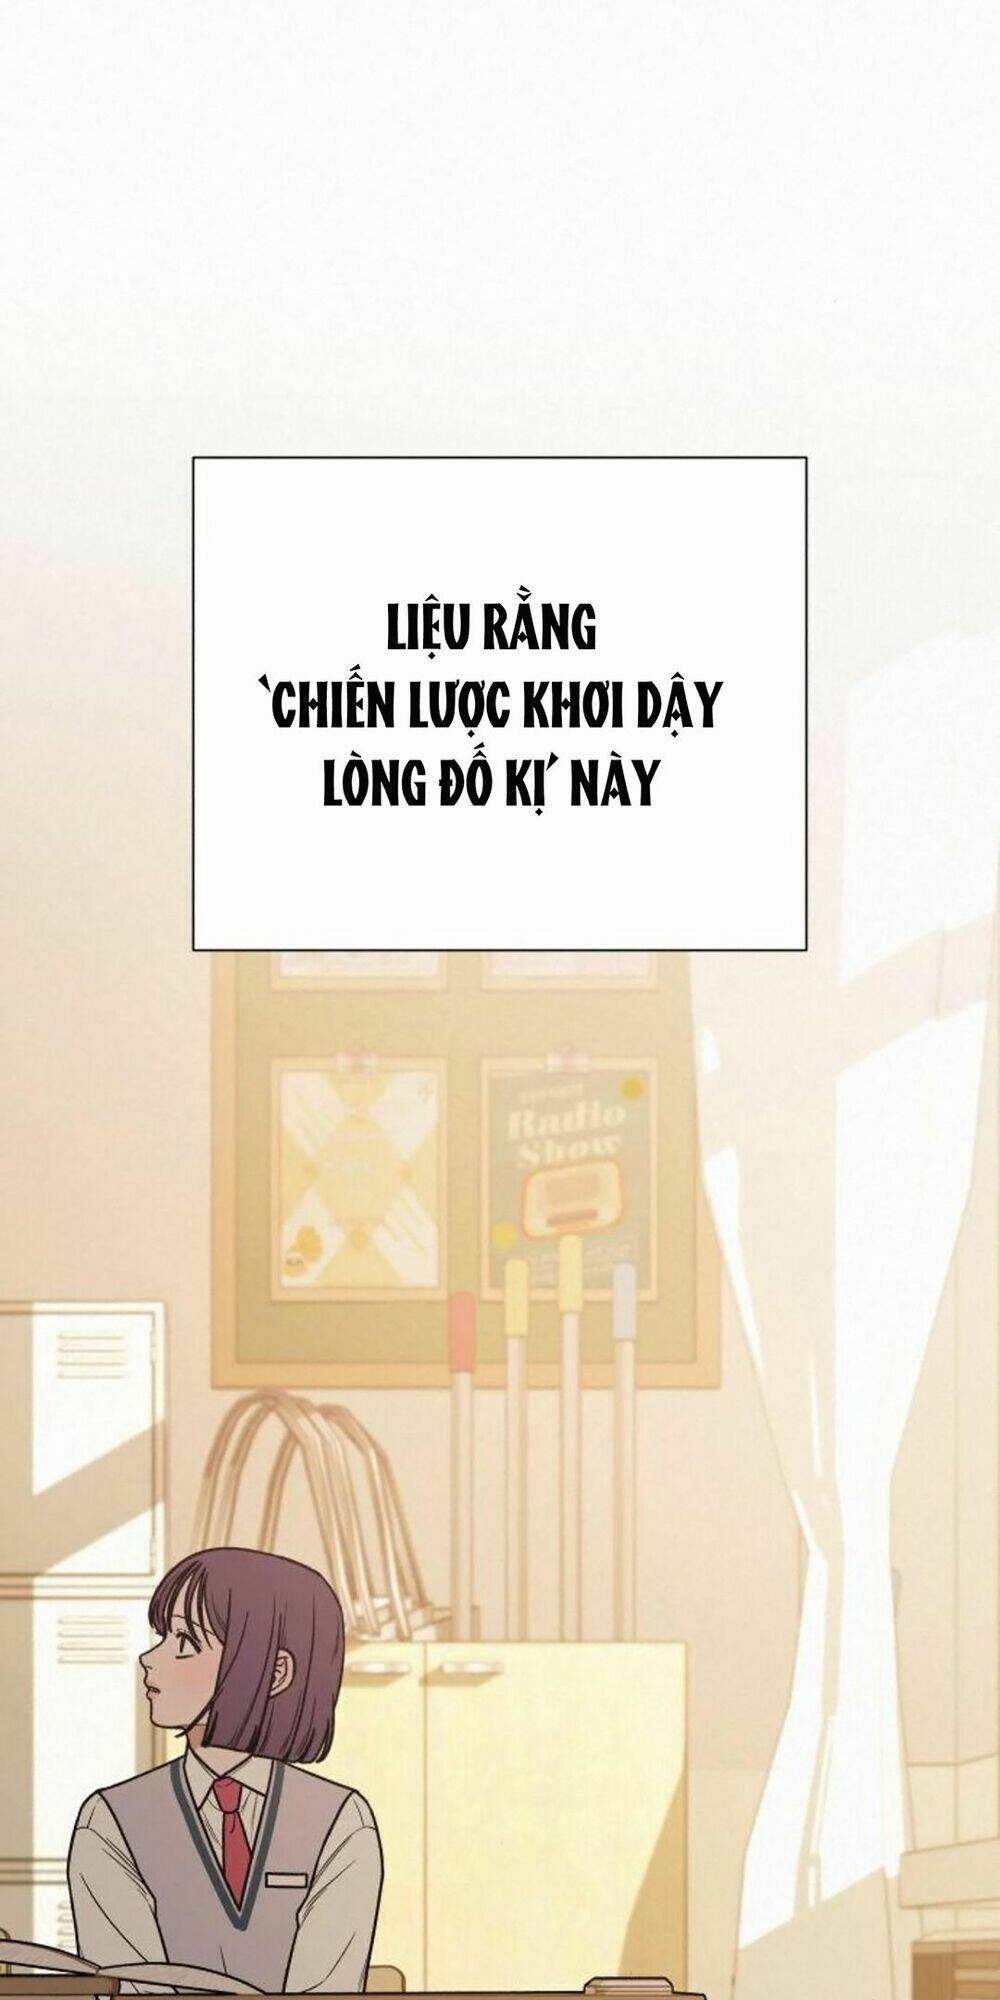 LIỆU RẰNG
'CHIẾN LƯỢC KHƠI DẬY
LÒNG ĐỐ KỊ' NÀY
Radio
Show